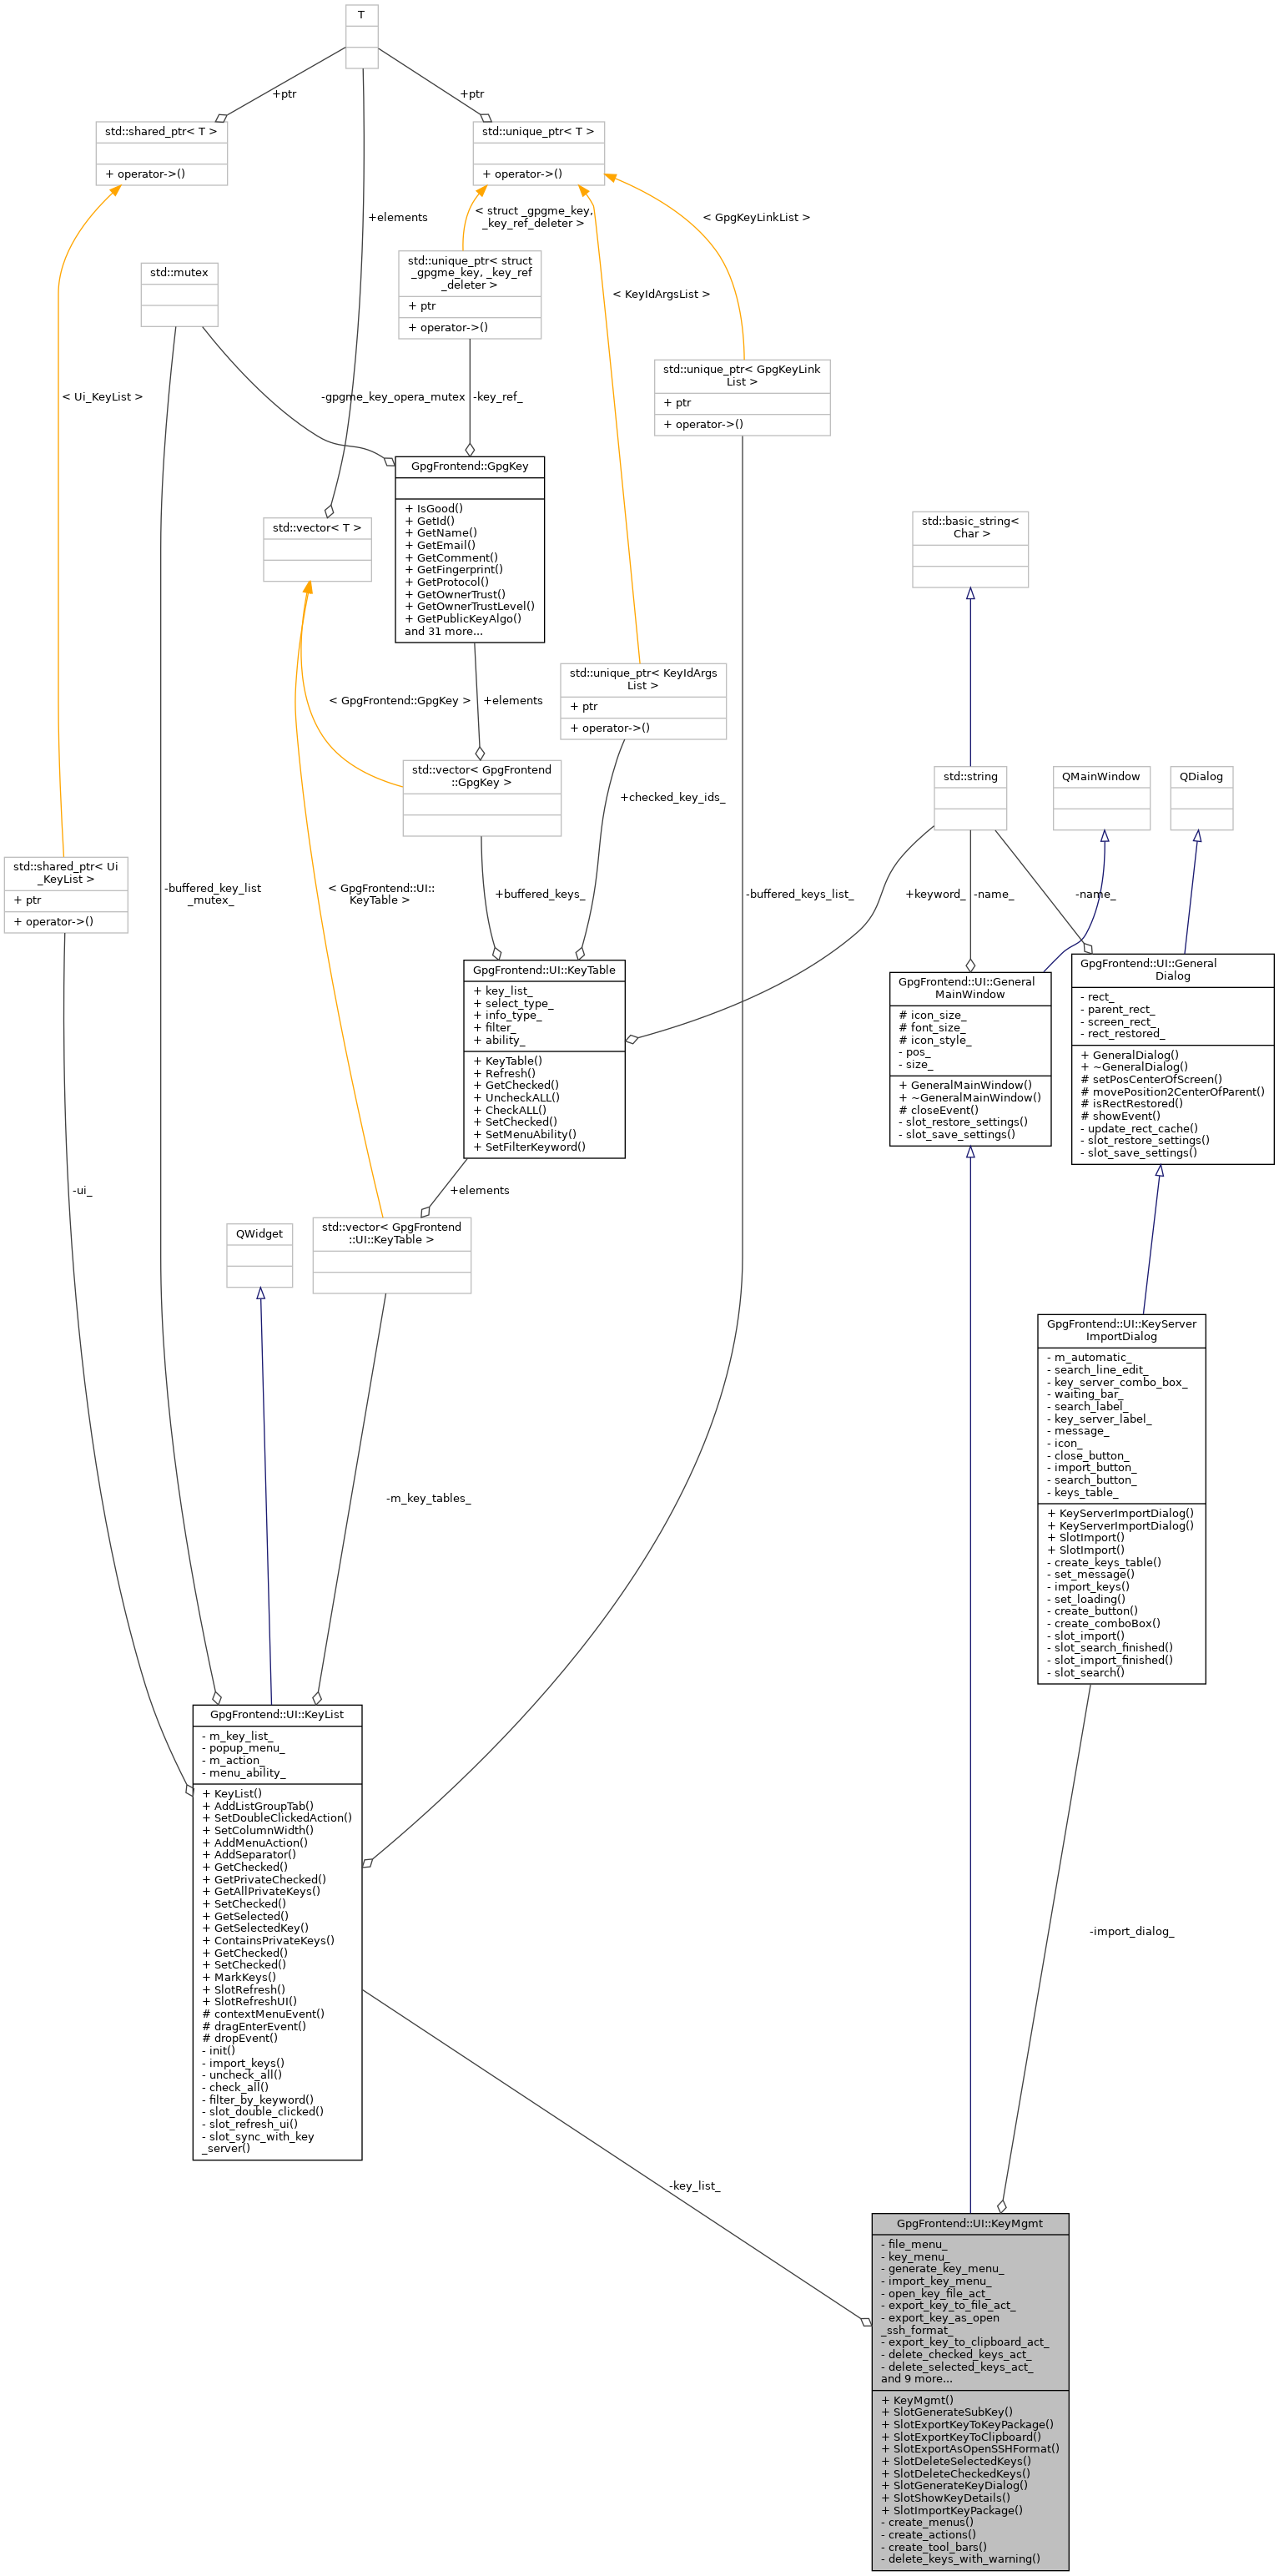 T
+ptr
+ptr
std::shared_ptr< T >
+ operator->()
std::unique_ptr< T >
+ operator->()
+elements
< struct _gpgme_key,
_key_ref_deleter >
< GpgKeyLinkList >
std::mutex
std::unique_ptr< struct
_gpgme_key, _key_ref
_deleter >
+ ptr
+ operator->()
< KeyIdArgsList >
std::unique_ptr< GpgKeyLink
List >
+ ptr
+ operator->()
< Ui_KeyList >
-gpgme_key_opera_mutex
-key_ref_
GpgFrontend::GpgKey
+ IsGood()
+ GetId()
+ GetName()
+ GetEmail()
+ GetComment()
+ GetFingerprint()
+ GetProtocol()
+ GetOwnerTrust()
+ GetOwnerTrustLevel()
+ GetPublicKeyAlgo()
and 31 more...
std::vector< T >
std::basic_string<
Char >
std::unique_ptr< KeyIdArgs
List >
+ ptr
+ operator->()
< GpgFrontend::GpgKey >
+elements
std::vector< GpgFrontend
::GpgKey >
std::string
QMainWindow
QDialog
+checked_key_ids_
std::shared_ptr< Ui
_KeyList >
+ ptr
+ operator->()
-buffered_key_list
_mutex_
< GpgFrontend::UI::
KeyTable >
+buffered_keys_
-buffered_keys_list_
+keyword_
-name_
-name_
GpgFrontend::UI::KeyTable
+ key_list_
+ select_type_
+ info_type_
+ filter_
+ ability_
+ KeyTable()
+ Refresh()
+ GetChecked()
+ UncheckALL()
+ CheckALL()
+ SetChecked()
+ SetMenuAbility()
+ SetFilterKeyword()
GpgFrontend::UI::General
MainWindow
# icon_size_
# font_size_
# icon_style_
- pos_
- size_
+ GeneralMainWindow()
+ ~GeneralMainWindow()
# closeEvent()
- slot_restore_settings()
- slot_save_settings()
GpgFrontend::UI::General
Dialog
- rect_
- parent_rect_
- screen_rect_
- rect_restored_
+ GeneralDialog()
+ ~GeneralDialog()
# setPosCenterOfScreen()
# movePosition2CenterOfParent()
# isRectRestored()
# showEvent()
- update_rect_cache()
- slot_restore_settings()
- slot_save_settings()
-ui_
+elements
QWidget
std::vector< GpgFrontend
::UI::KeyTable >
GpgFrontend::UI::KeyServer
ImportDialog
- m_automatic_
- search_line_edit_
- key_server_combo_box_
- waiting_bar_
- search_label_
- key_server_label_
- message_
- icon_
- close_button_
- import_button_
- search_button_
- keys_table_
+ KeyServerImportDialog()
+ KeyServerImportDialog()
+ SlotImport()
+ SlotImport()
- create_keys_table()
- set_message()
- import_keys()
- set_loading()
- create_button()
- create_comboBox()
- slot_import()
- slot_search_finished()
- slot_import_finished()
- slot_search()
-m_key_tables_
GpgFrontend::UI::KeyList
- m_key_list_
- popup_menu_
- m_action_
- menu_ability_
+ KeyList()
+ AddListGroupTab()
+ SetDoubleClickedAction()
+ SetColumnWidth()
+ AddMenuAction()
+ AddSeparator()
+ GetChecked()
+ GetPrivateChecked()
+ GetAllPrivateKeys()
+ SetChecked()
+ GetSelected()
+ GetSelectedKey()
+ ContainsPrivateKeys()
+ GetChecked()
+ SetChecked()
+ MarkKeys()
+ SlotRefresh()
+ SlotRefreshUI()
# contextMenuEvent()
# dragEnterEvent()
# dropEvent()
- init()
- import_keys()
- uncheck_all()
- check_all()
- filter_by_keyword()
- slot_double_clicked()
- slot_refresh_ui()
- slot_sync_with_key
_server()
-import_dialog_
-key_list_
GpgFrontend::UI::KeyMgmt
- file_menu_
- key_menu_
- generate_key_menu_
- import_key_menu_
- open_key_file_act_
- export_key_to_file_act_
- export_key_as_open
_ssh_format_
- export_key_to_clipboard_act_
- delete_checked_keys_act_
- delete_selected_keys_act_
and 9 more...
+ KeyMgmt()
+ SlotGenerateSubKey()
+ SlotExportKeyToKeyPackage()
+ SlotExportKeyToClipboard()
+ SlotExportAsOpenSSHFormat()
+ SlotDeleteSelectedKeys()
+ SlotDeleteCheckedKeys()
+ SlotGenerateKeyDialog()
+ SlotShowKeyDetails()
+ SlotImportKeyPackage()
- create_menus()
- create_actions()
- create_tool_bars()
- delete_keys_with_warning()